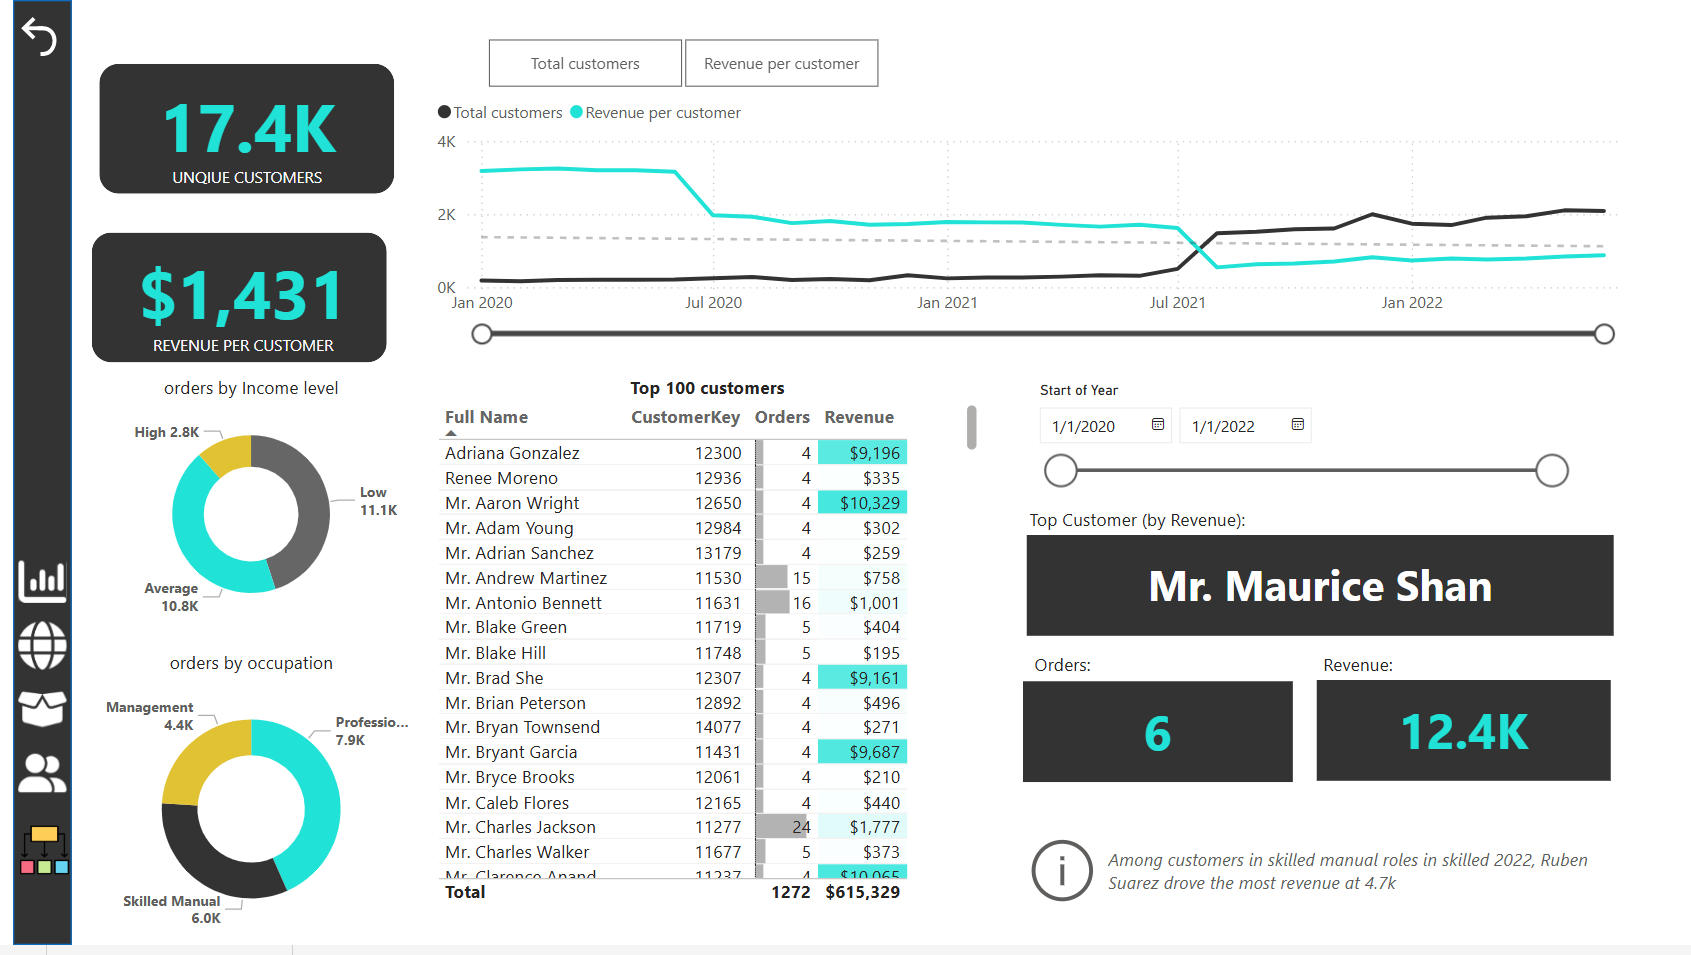 17.4K
UNQIUE CUSTOMERS
$1,431
REVENUE PER CUSTOMER
Total customers
Revenue per customer
Total customers Revenue per customer
4K
2K
0K
Jan 2020 Jul 2020 Jan 2021 Jul 2021 Jan 2022
orders by Income level
High 2.8K
Low
11.1K
Average
10.8K
orders by occupation
Management
4.4K
Professio...
7.9K
Skilled Manual
6.0K
Top 100 customers
Full Name CustomerKey Orders Revenue
Adriana Gonzalez 12300 4 $9,196
Renee Moreno 12936 4 $335
Mr. Aaron Wright 12650 4 $10,329
Mr. Adam Young 12984 4 $302
Mr. Adrian Sanchez 13179 4 $259
Mr. Andrew Martinez 11530 15 $758
Mr. Antonio Bennett 11631 16 $1,001
Mr. Blake Green 11719 5 $404
Mr. Blake Hill 11748 5 $195
Mr. Brad She 12307 4 $9,161
Mr. Brian Peterson 12892 4 $496
Mr. Bryan Townsend 14077 4 $271
Mr. Bryant Garcia 11431 4 $9,687
Mr. Bryce Brooks 12061 4 $210
Mr. Caleb Flores 12165 4 $440
Mr. Charles Jackson 11277 24 $1,777
Mr. Charles Walker 11677 5 $373
Mr. Clarence Anand 11237 4 $10,065
Total 1272 $615,329
Start of Year
1/1/2020 1/1/2022
Top Customer (by Revenue):
Mr. Maurice Shan
Orders:
6
Revenue:
12.4K
i
Among customers in skilled manual roles in skilled 2022, Ruben
Suarez drove the most revenue at 4.7k